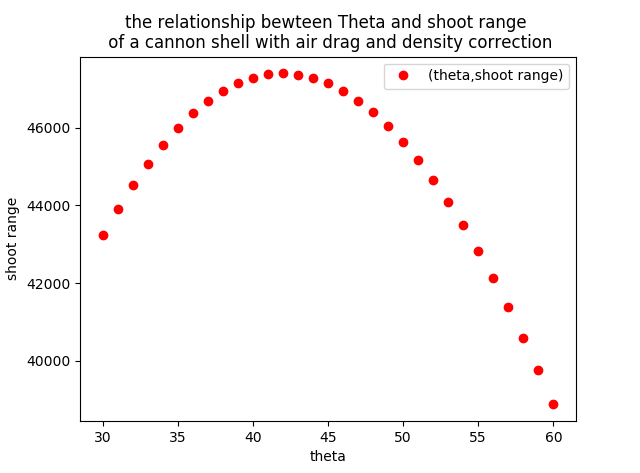 the relationship bewteen Theta and shoot range
of a cannon shell with air drag and density correction
(theta,shoot range)
shoot range
46000
44000
42000
40000
30 35 40 45 50 55 60
theta